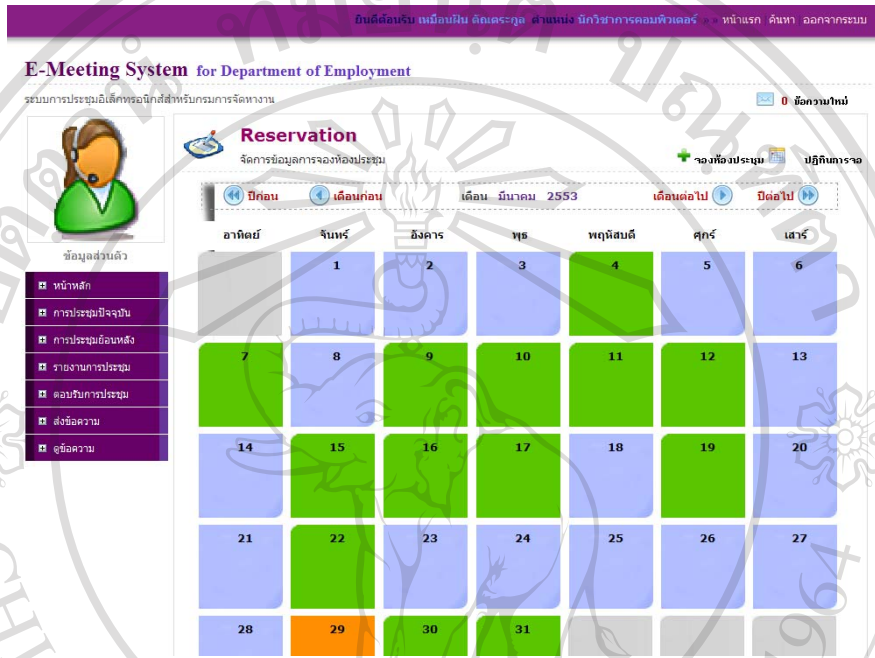 ยินดีต้อนรับ เหมือนฝัน ตัณตระกูล ตำแหน่ง นักวิชาการคอมพิวเตอร์ »» หน้าแรก ค้นหา ออกจากระบบ
E-Meeting System for Department of Employment
ระบบการประชุมอิเล็กทรอนิกส์สำหรับกรมการจัดหางาน
0 ข้อความใหม่
Reservation
จัดการข้อมูลการจองห้องประชุม
จองห้องประชุม ปฏิทินการจอ
ปีก่อน เดือนก่อน เดือน มีนาคม 2553 เดือนต่อไป ปีต่อไป
อาทิตย์ จันทร์ อังคาร พุธ พฤหัสบดี ศุกร์ เสาร์
ข้อมูลส่วนตัว
หน้าหลัก
การประชุมปัจจุบัน
การประชุมย้อนหลัง
รายงานการประชุม
ตอบรับการประชุม
ส่งข้อความ
ดูข้อความ
1 2 3 4 5 6
7 8 9 10 11 12 13
14 15 16 17 18 19 20
21 22 23 24 25 26 27
28 29 30 31